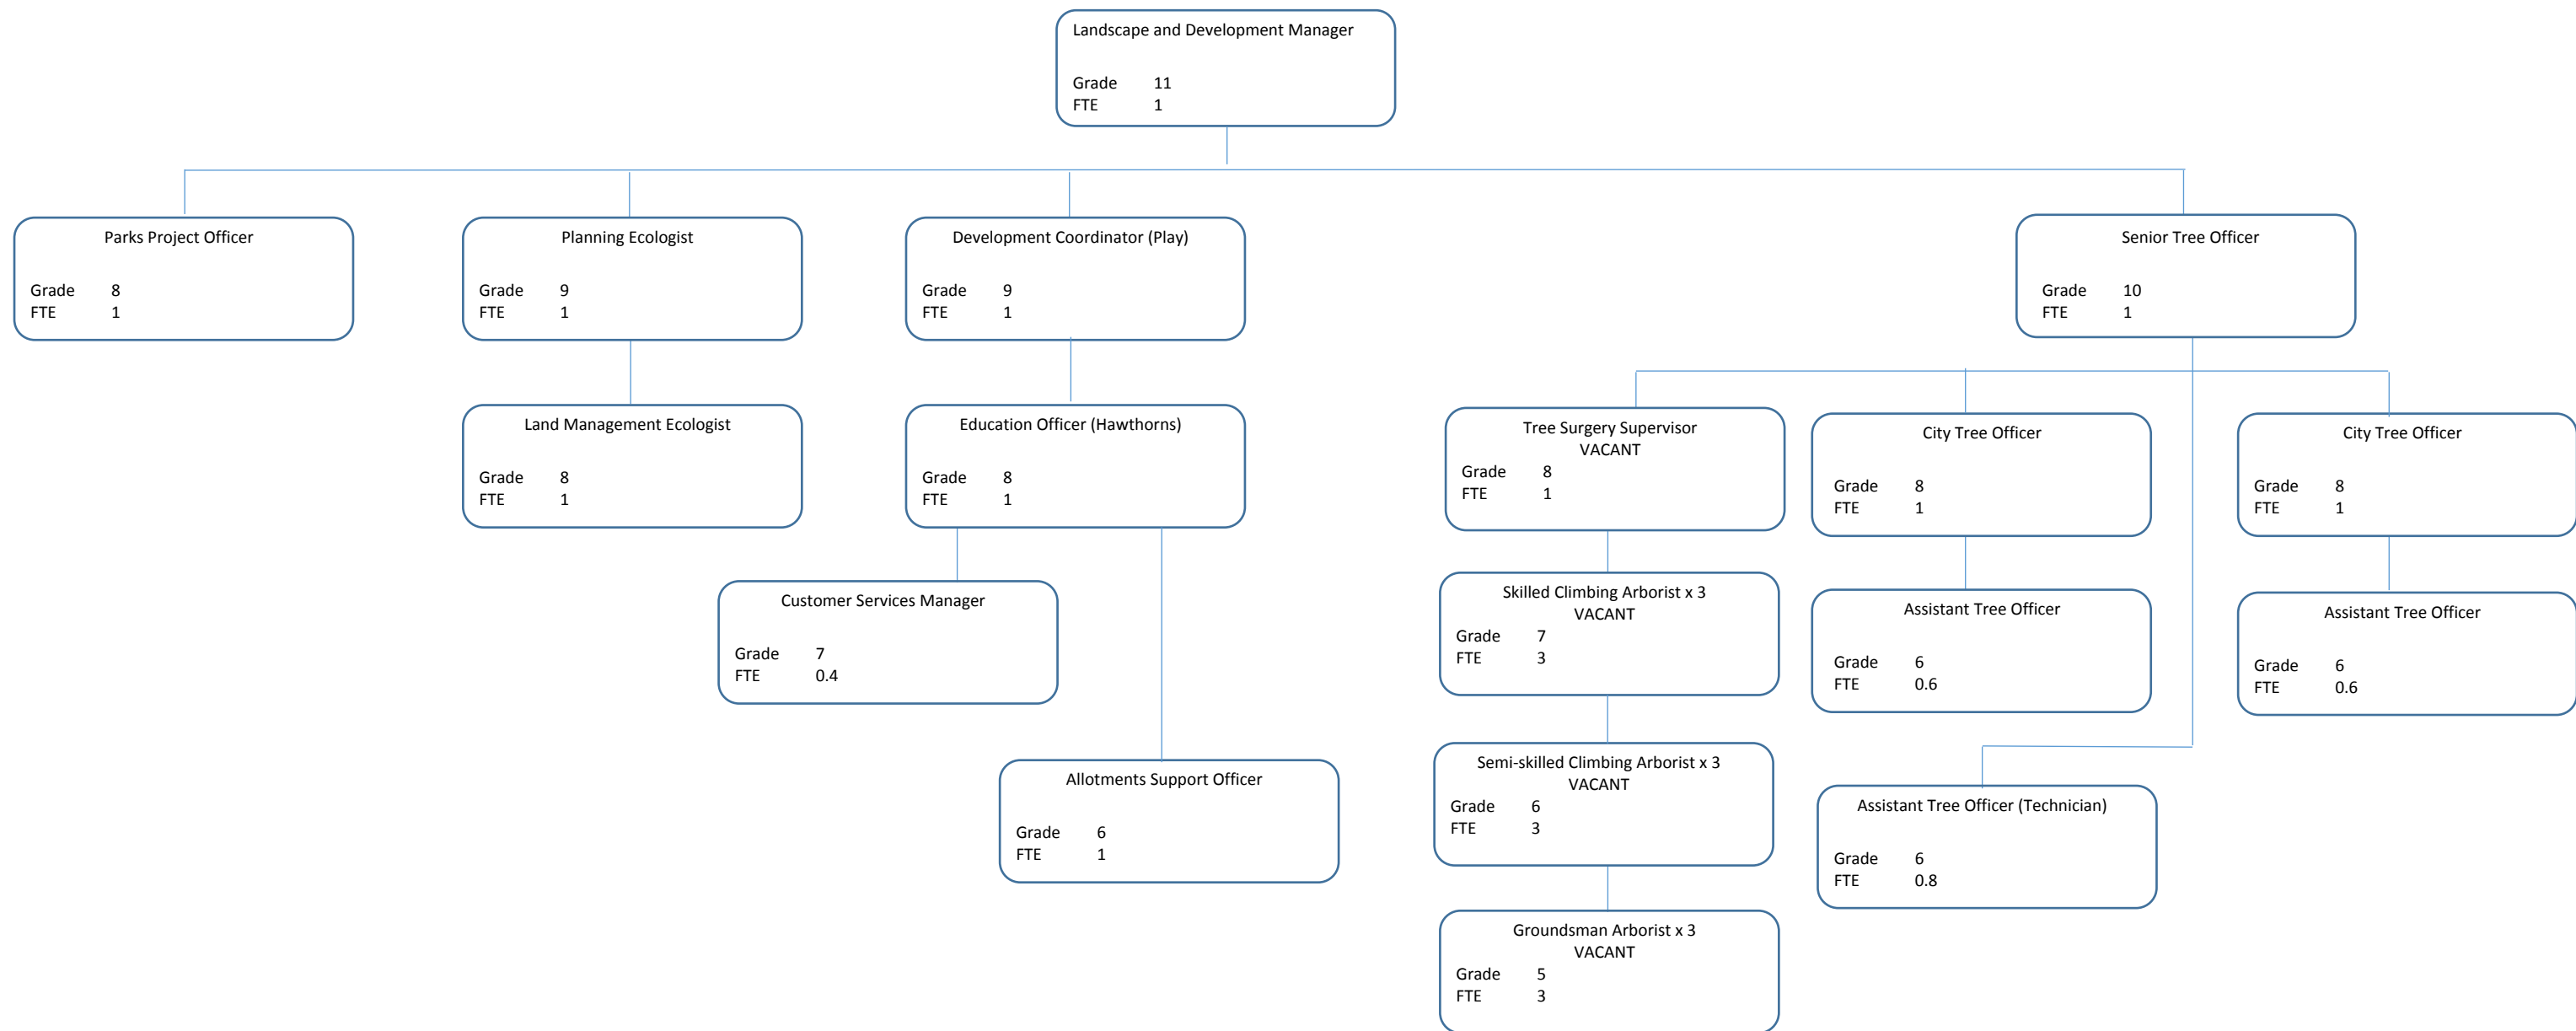 Landscape and Development Manager
Grade 11
FTE 1
Parks Project Officer
Grade 8
FTE 1
Planning Ecologist
Grade 9
FTE 1
Development Coordinator (Play)
Grade 9
FTE 1
Senior Tree Officer
Grade 10
FTE 1
Land Management Ecologist
Grade 8
FTE 1
Education Officer (Hawthorns)
Grade 8
FTE 1
Tree Surgery Supervisor
VACANT
Grade 8
FTE 1
City Tree Officer
Grade 8
FTE 1
City Tree Officer
Grade 8
FTE 1
Customer Services Manager
Grade 7
FTE 0.4
Skilled Climbing Arborist x 3
VACANT
Grade 7
FTE 3
Assistant Tree Officer
Grade 6
FTE 0.6
Assistant Tree Officer
Grade 6
FTE 0.6
Allotments Support Officer
Grade 6
FTE 1
Semi-skilled Climbing Arborist x 3
VACANT
Grade 6
FTE 3
Assistant Tree Officer (Technician)
Grade 6
FTE 0.8
Groundsman Arborist x 3
VACANT
Grade 5
FTE 3